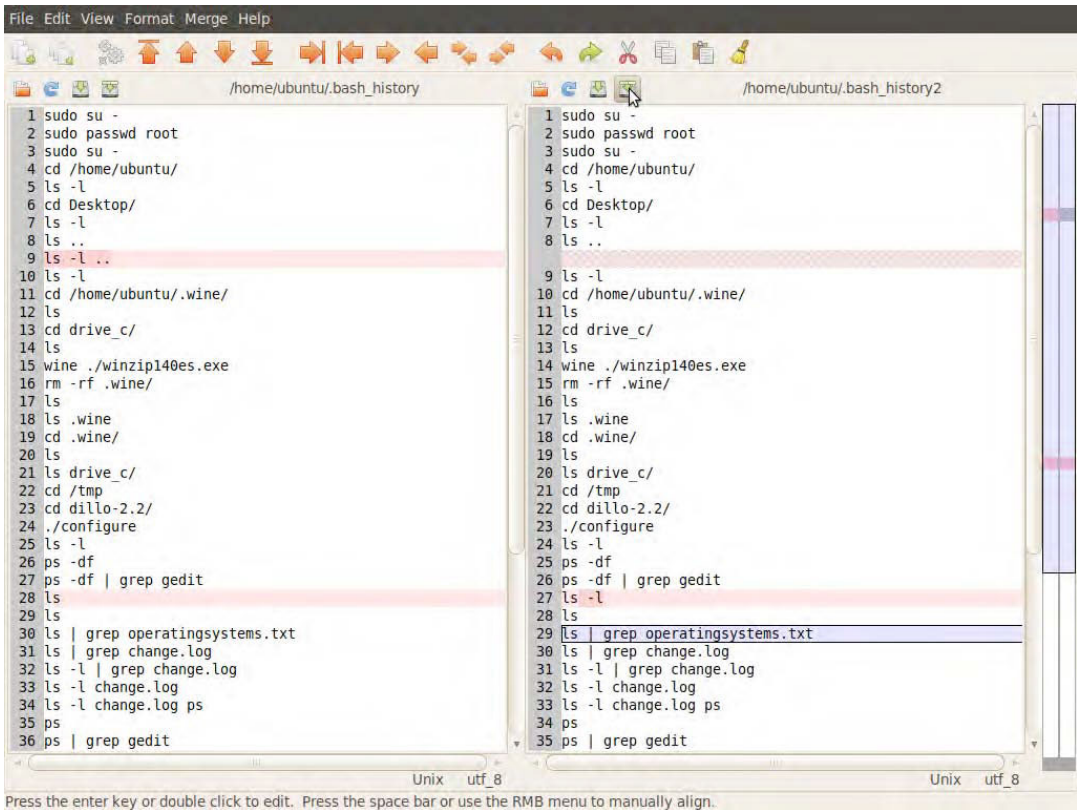 File Edit View Format Merge Help
/home/ubuntu/.bash_history
1 sudo su -
2 sudo passwd root
3 sudo su -
4 cd /home/ubuntu/
5 ls -l
6 cd Desktop/
7 ls -l
8 ls ..
9 ls -l ..
10 ls -l
11 cd /home/ubuntu/.wine/
12 ls
13 cd drive_c/
14 ls
15 wine ./winzip140es.exe
16 rm -rf .wine/
17 ls
18 ls .wine
19 cd .wine/
20 ls
21 ls drive_c/
22 cd /tmp
23 cd dillo-2.2/
24 ./configure
25 ls -l
26 ps -df
27 ps -df | grep gedit
28 ls
29 ls
30 ls | grep operatingsystems.txt
31 ls | grep change.log
32 ls -l | grep change.log
33 ls -l change.log
34 ls -l change.log ps
35 ps
36 ps | grep gedit
Unix utf_8
/home/ubuntu/.bash_history2
1 sudo su -
2 sudo passwd root
3 sudo su -
4 cd /home/ubuntu/
5 ls -l
6 cd Desktop/
7 ls -l
8 ls ..
9 ls -l
10 cd /home/ubuntu/.wine/
11 ls
12 cd drive_c/
13 ls
14 wine ./winzip140es.exe
15 rm -rf .wine/
16 ls
17 ls .wine
18 cd .wine/
19 ls
20 ls drive_c/
21 cd /tmp
22 cd dillo-2.2/
23 ./configure
24 ls -l
25 ps -df
26 ps -df | grep gedit
27 ls -l
28 ls
29 ls | grep operatingsystems.txt
30 ls | grep change.log
31 ls -l | grep change.log
32 ls -l change.log
33 ls -l change.log ps
34 ps
35 ps | grep gedit
Unix utf_8
Press the enter key or double click to edit. Press the space bar or use the RMB menu to manually align.